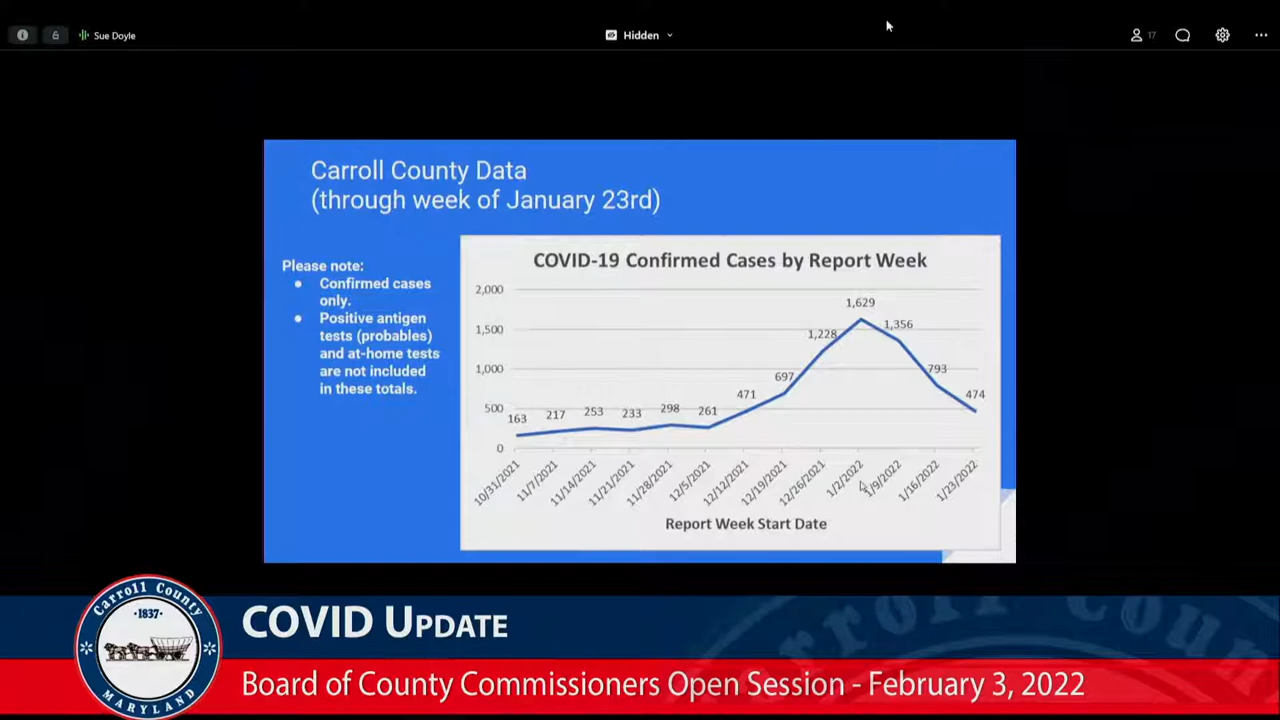 Sue Doyle
Hidden
17
Carroll County Data
(through week of January 23rd)
Please note:
Confirmed cases
only.
Positive antigen
tests (probables)
and at-home tests
are not included
in these totals.
COVID-19 Confirmed Cases by Report Week
2,000
1,500
1,000
500
0
163
217
253
233
298
261
471
697
1,228
1,629
1,356
793
474
10/31/2021
11/7/2021
11/14/2021
11/21/2021
11/28/2021
12/5/2021
12/12/2021
12/19/2021
12/26/2021
1/2/2022
1/9/2022
1/16/2022
1/23/2022
Report Week Start Date
Carroll County
·1837·
MARYLAND
COVID UPDATE
Board of County Commissioners Open Session - February 3, 2022